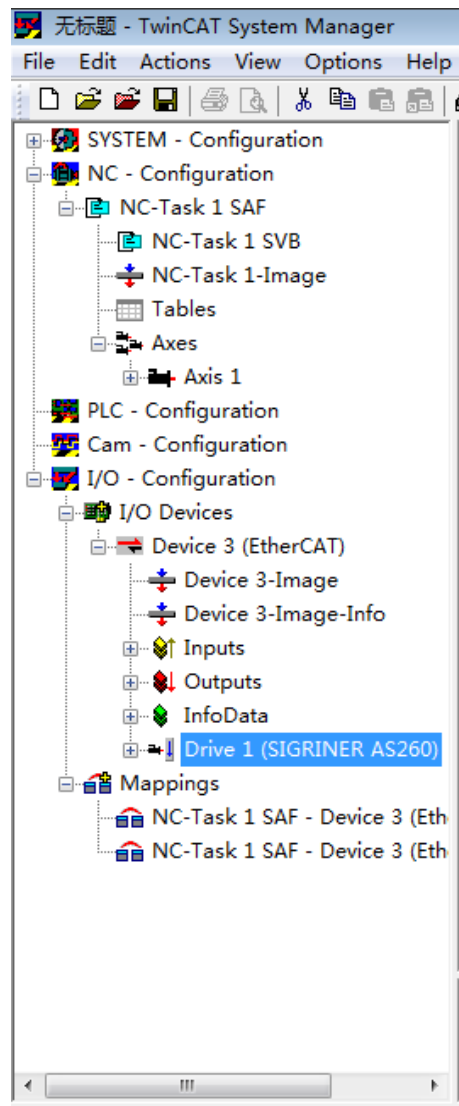 无标题 - TwinCAT System Manager
File Edit Actions View Options Help
SYSTEM - Configuration
NC - Configuration
NC-Task 1 SAF
NC-Task 1 SVB
NC-Task 1-Image
Tables
Axes
Axis 1
PLC - Configuration
Cam - Configuration
I/O - Configuration
I/O Devices
Device 3 (EtherCAT)
Device 3-Image
Device 3-Image-Info
Inputs
Outputs
InfoData
Drive 1 (SIGRINER AS260)
Mappings
NC-Task 1 SAF - Device 3 (Eth
NC-Task 1 SAF - Device 3 (Eth